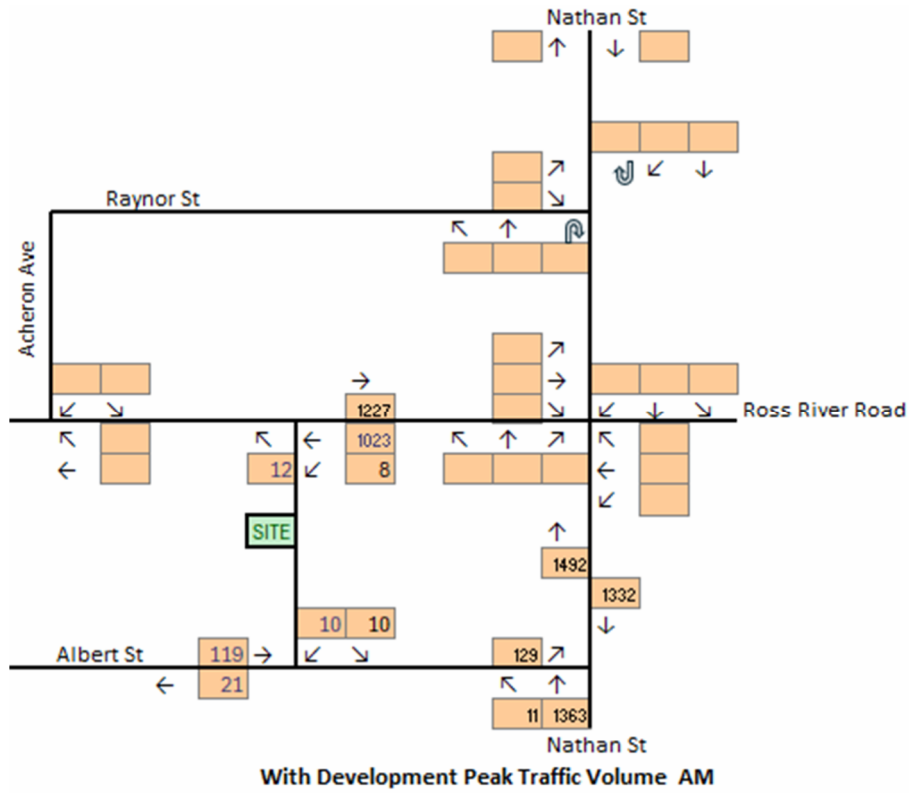 Nathan St
Raynor St
Acheron Ave
1227
Ross River Road
1023
12
8
SITE
1492
1332
10 10
Albert St
119
129
21
11 1363
Nathan St
With Development Peak Traffic Volume AM